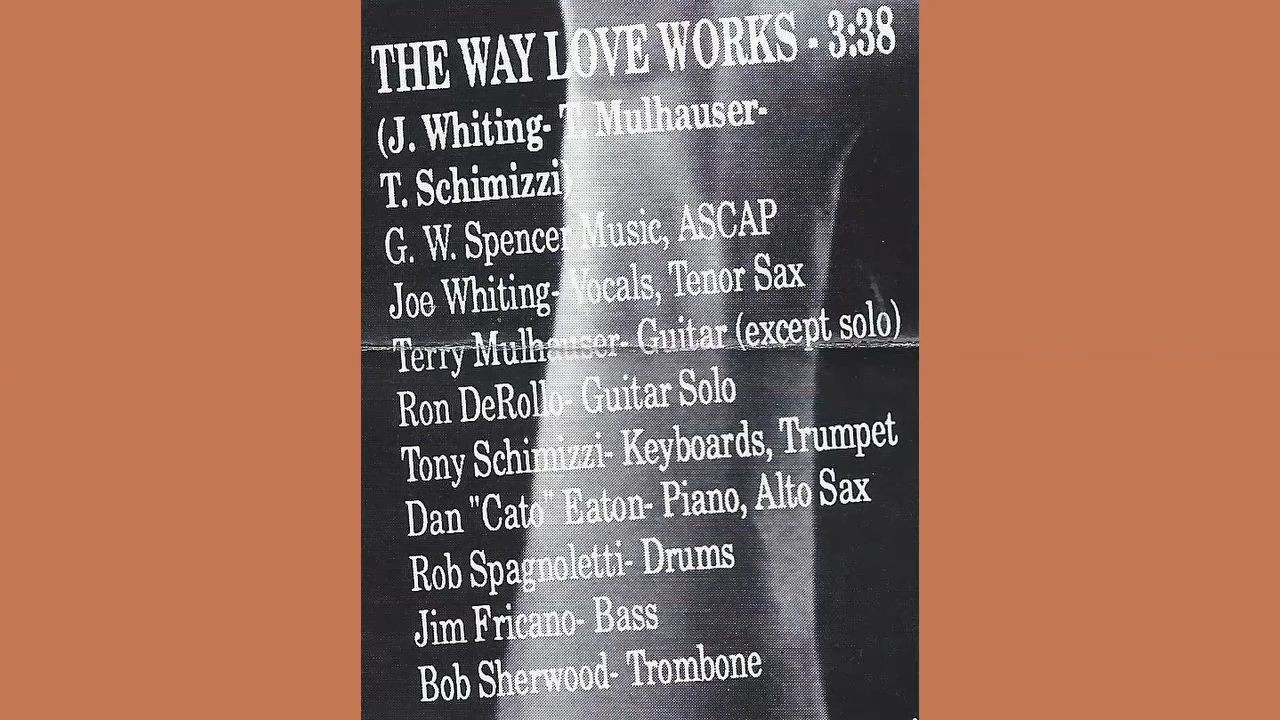 THE WAY LOVE WORKS 3:38
(J. Whiting- T. Mulhauser-
T. Schimizzi)
G. W. Spencer Music, ASCAP
Joe Whiting- Vocals, Tenor Sax
Terry Mulhauser- Guitar (except solo)
Ron DeRollo- Guitar Solo
Tony Schimizzi- Keyboards, Trumpet
Dan "Cato" Eaton- Piano, Alto Sax
Rob Spagnoletti- Drums
Jim Fricano- Bass
Bob Sherwood- Trombone